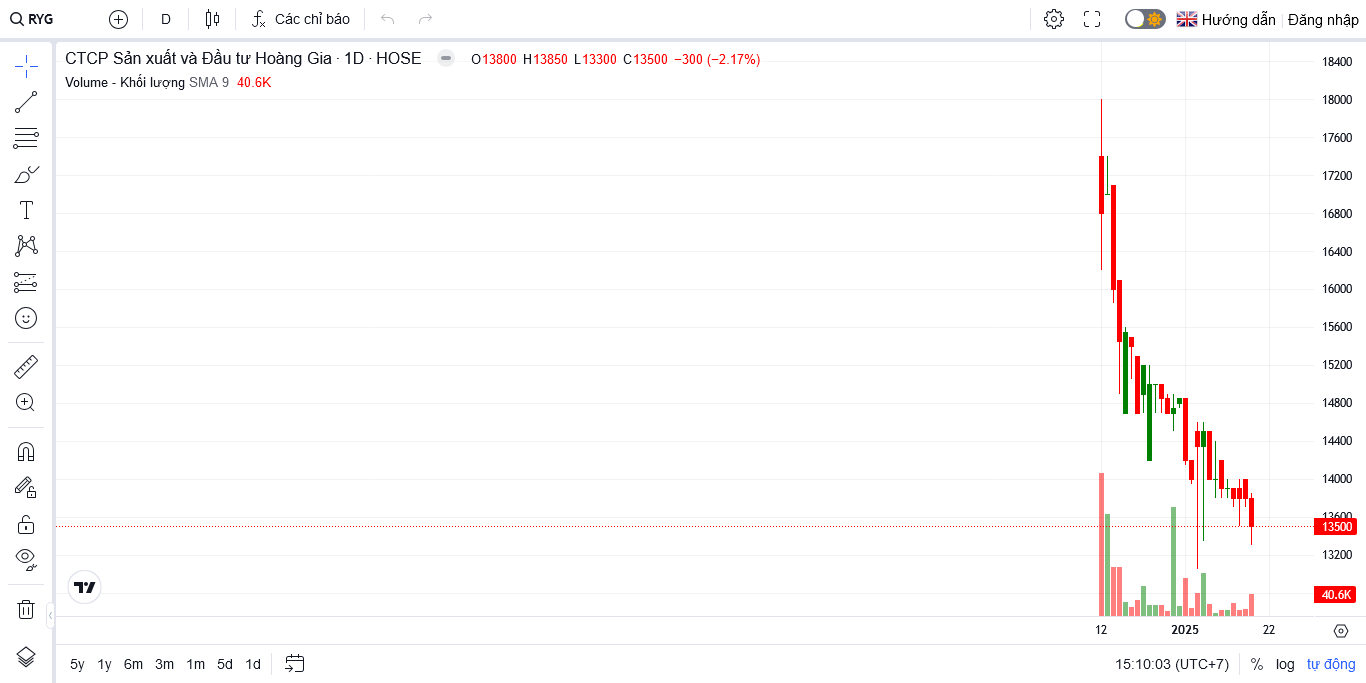 RYG D Các chỉ báo Hướng dẫn Đăng nhập
CTCP Sản xuất và Đầu tư Hoàng Gia · 1D · HOSE O13800 H13850 L13300 C13500 −300 (−2.17%)
Volume - Khối lượng SMA 9 40.6K
18400
18000
17600
17200
16800
16400
16000
15600
15200
14800
14400
14000
13600
13500
13200
40.6K
12 2025 22
5y 1y 6m 3m 1m 5d 1d 15:10:03 (UTC+7) % log tự động